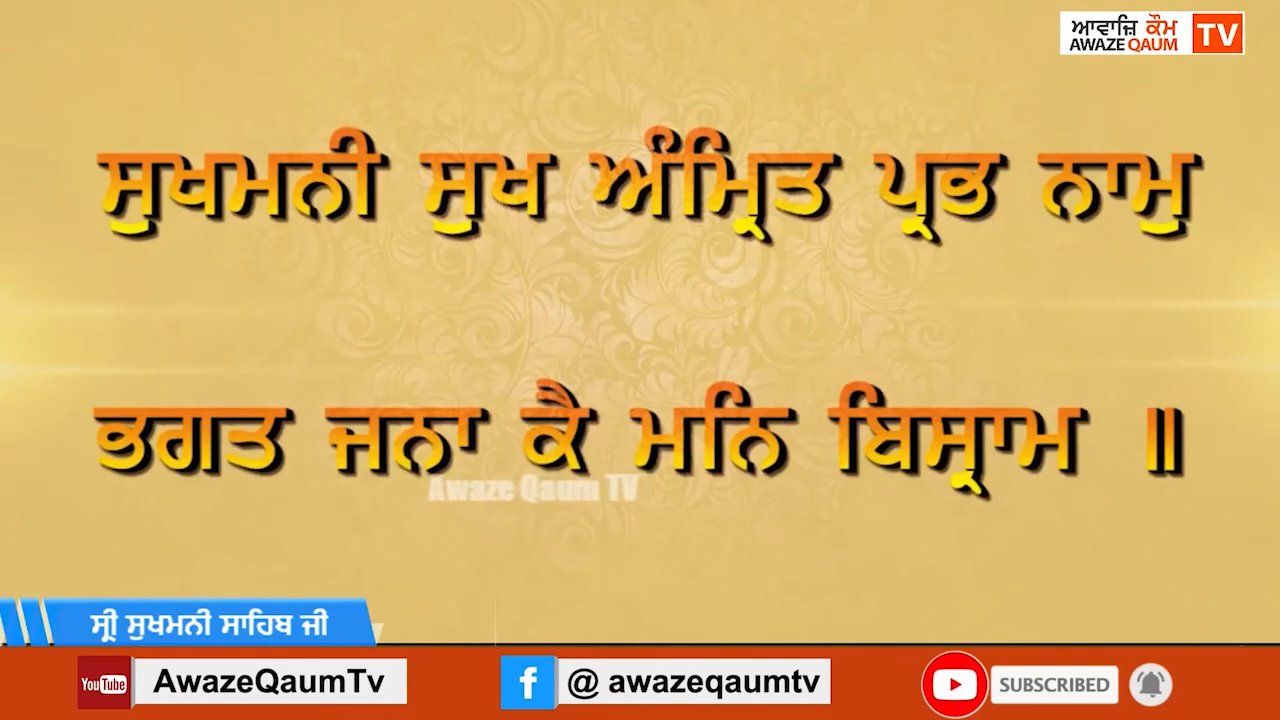 ਆਵਾਜ਼ਿ ਕੌਮ
AWAZE QAUM TV
ਸੁਖਮਨੀ ਸੁਖ ਅੰਮ੍ਰਿਤ ਪ੍ਰਭ ਨਾਮੁ
ਭਗਤ ਜਨਾ ਕੈ ਮਨਿ ਬਿਸ੍ਰਾਮ ॥
Awaze Qaum TV
ਸ੍ਰੀ ਸੁਖਮਨੀ ਸਾਹਿਬ ਜੀ
YouTube AwazeQaumTv f @ awazeqaumtv SUBSCRIBED